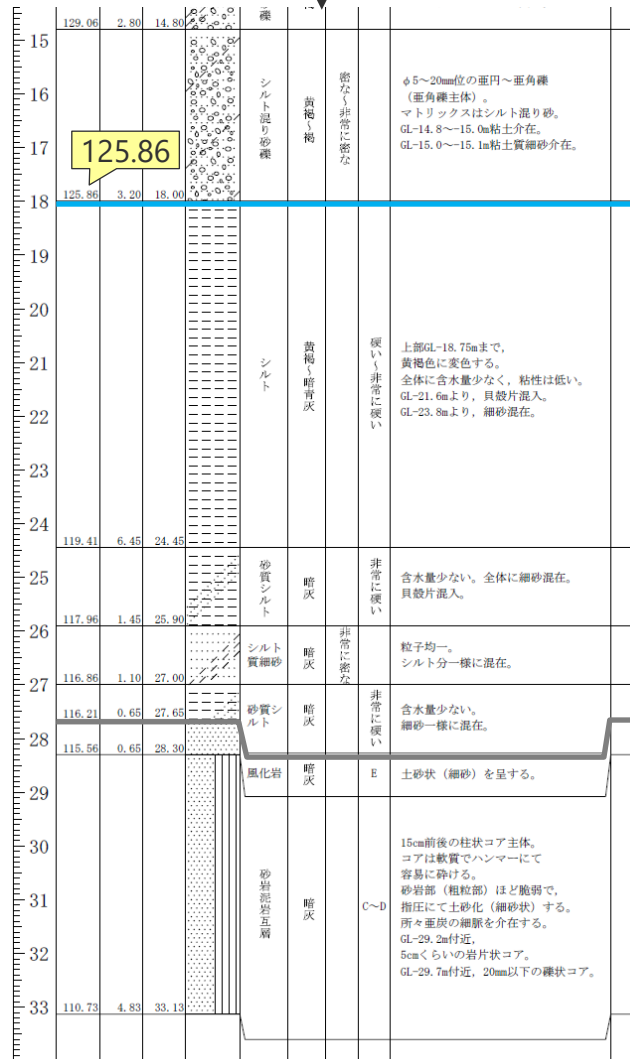 129.06 2.80 14.80
礫
15
16
17
18
19
20
21
22
23
24
25
26
27
28
29
30
31
32
33
シルト混り砂礫
黄褐～褐
密な～非常に密な
φ5～20mm位の亜円～亜角礫
(亜角礫主体)。
マトリックスはシルト混り砂。
GL-14.8～-15.0m粘土介在。
GL-15.0～-15.1m粘土質細砂介在。
125.86
125.86 3.20 18.00
シルト
黄褐～暗青灰
硬い～非常に硬い
上部GL-18.75mまで,
黄褐色に変色する。
全体に含水量少なく, 粘性は低い。
GL-21.6mより, 貝殻片混入。
GL-23.8mより, 細砂混在。
119.41 6.45 24.45
砂質シルト
暗灰
非常に硬い
含水量少ない。全体に細砂混在。
貝殻片混入。
117.96 1.45 25.90
シルト
質細砂
暗灰
非常に密な
粒子均一。
シルト分一様に混在。
116.86 1.10 27.00
砂質シ
ルト
暗灰
非常に硬い
含水量少ない。
細砂一様に混在。
116.21 0.65 27.65
115.56 0.65 28.30
風化岩
暗灰
E
土砂状(細砂)を呈する。
砂岩泥岩互層
暗灰
C～D
15cm前後の柱状コア主体。
コアは軟質でハンマーにて
容易に砕ける。
砂岩部(粗粒部)ほど脆弱で,
指圧にて土砂化(細砂状)する。
所々亜炭の細脈を介在する。
GL-29.2m付近,
5cmくらいの岩片状コア。
GL-29.7m付近, 20mm以下の礫状コア。
110.73 4.83 33.13